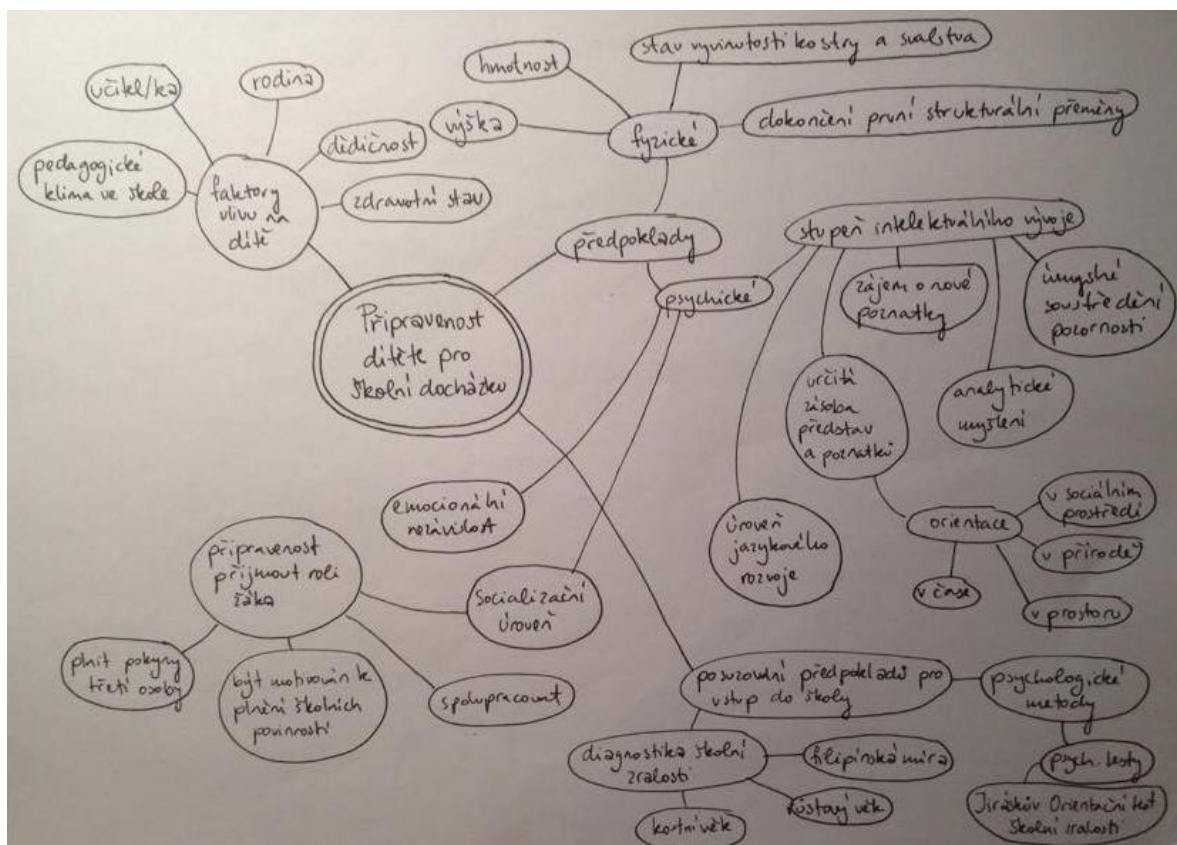 učitel/ka
rodina
dědičnost
zdravotní stav
pedagogické
klima ve škole
faktory
vlivu na
dítě
hmotnost
výška
stav vyvinutosti kostry a svalstva
dokončení první strukturální přeměny
fyzické
předpoklady
psychické
Připravenost
dítěte pro
školní docházku
stupeň intelektuálního vývoje
zájem o nové
poznatky
úmyslné
soustředění
pozornosti
určitá
zásoba
představ
a poznatků
analytické
myšlení
úroveň
jazykového
rozvoje
orientace
v sociálním
prostředí
v přírodě
v prostoru
v čase
emocionální
nezávislost
socializační
úroveň
připravenost
přijmout roli
žáka
plnit pokyny
třetí osoby
být motivován k
plnění školních
povinností
spolupracovat
posuzování předpokladů pro
vstup do školy
psychologické
metody
psych. testy
Jiráskův Orientační test
školní zralosti
diagnostika školní
zralosti
filipínská míra
růstový věk
kostní věk